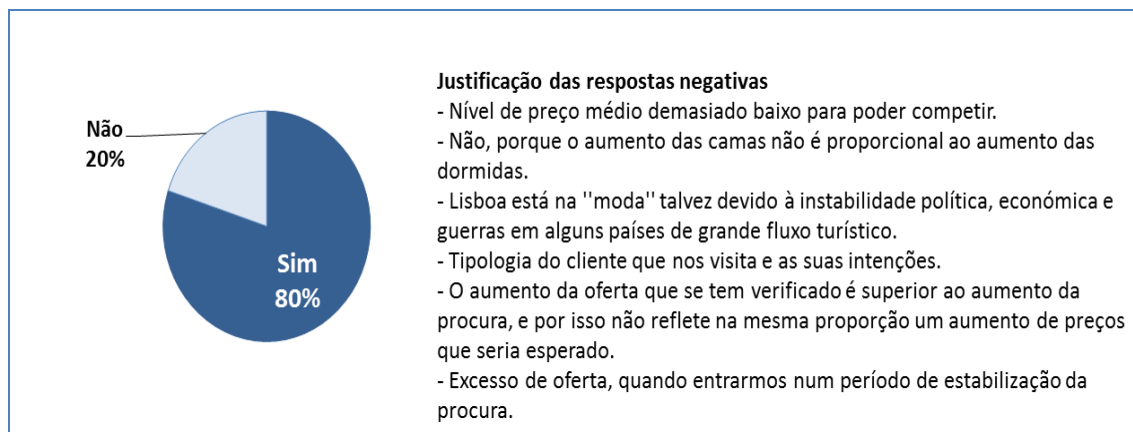 Não
20%
Sim
80%
Justificação das respostas negativas
- Nível de preço médio demasiado baixo para poder competir.
- Não, porque o aumento das camas não é proporcional ao aumento das
dormidas.
- Lisboa está na ''moda'' talvez devido à instabilidade política, económica e
guerras em alguns países de grande fluxo turístico.
- Tipologia do cliente que nos visita e as suas intenções.
- O aumento da oferta que se tem verificado é superior ao aumento da
procura, e por isso não reflete na mesma proporção um aumento de preços
que seria esperado.
- Excesso de oferta, quando entrarmos num período de estabilização da
procura.